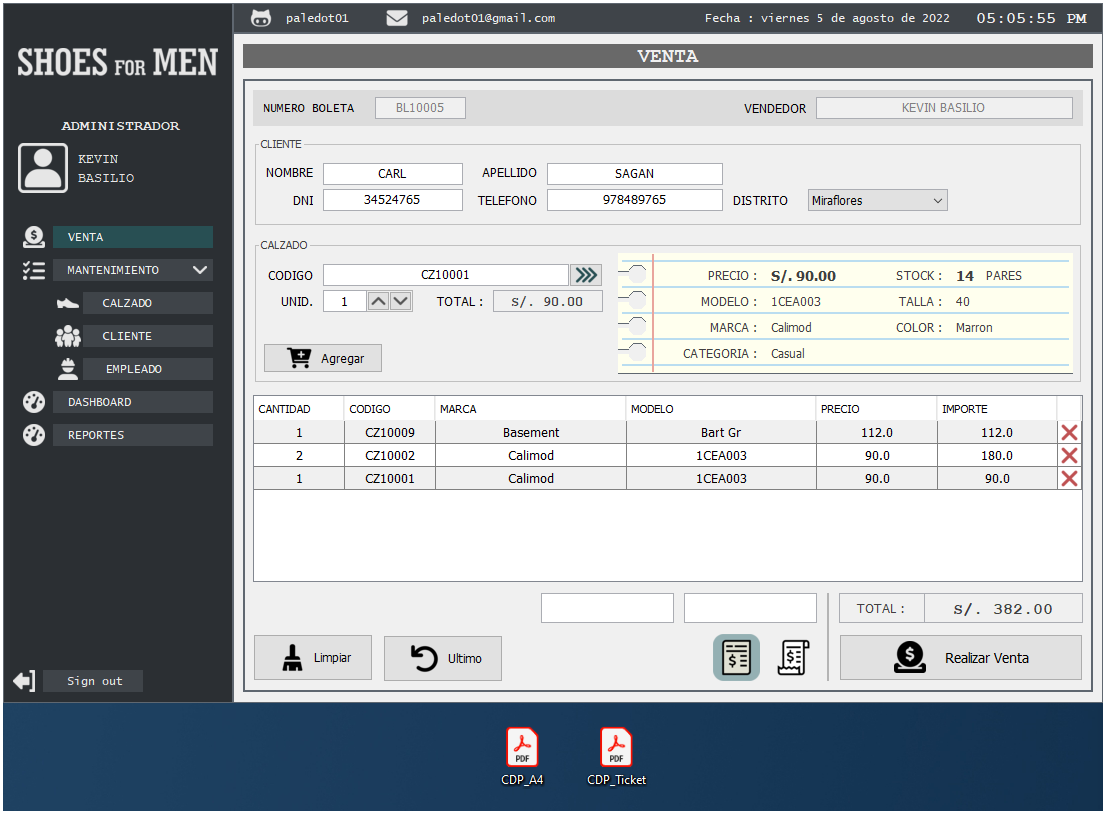 paledot01 paledot01@gmail.com Fecha : viernes 5 de agosto de 2022 05:05:55 PM
SHOES FOR MEN
ADMINISTRADOR
KEVIN
BASILIO
VENTA
MANTENIMIENTO
CALZADO
CLIENTE
EMPLEADO
DASHBOARD
REPORTES
Sign out
VENTA
NUMERO BOLETA BL10005 VENDEDOR KEVIN BASILIO
CLIENTE
NOMBRE CARL APELLIDO SAGAN
DNI 34524765 TELEFONO 978489765 DISTRITO Miraflores
CALZADO
CODIGO CZ10001
UNID. 1 TOTAL : S/. 90.00
Agregar
PRECIO : S/. 90.00 STOCK : 14 PARES
MODELO : 1CEA003 TALLA : 40
MARCA : Calimod COLOR : Marron
CATEGORIA : Casual
CANTIDAD CODIGO MARCA MODELO PRECIO IMPORTE
1 CZ10009 Basement Bart Gr 112.0 112.0
2 CZ10002 Calimod 1CEA003 90.0 180.0
1 CZ10001 Calimod 1CEA003 90.0 90.0
TOTAL : S/. 382.00
Limpiar Ultimo Realizar Venta
PDF PDF
CDP_A4 CDP_Ticket